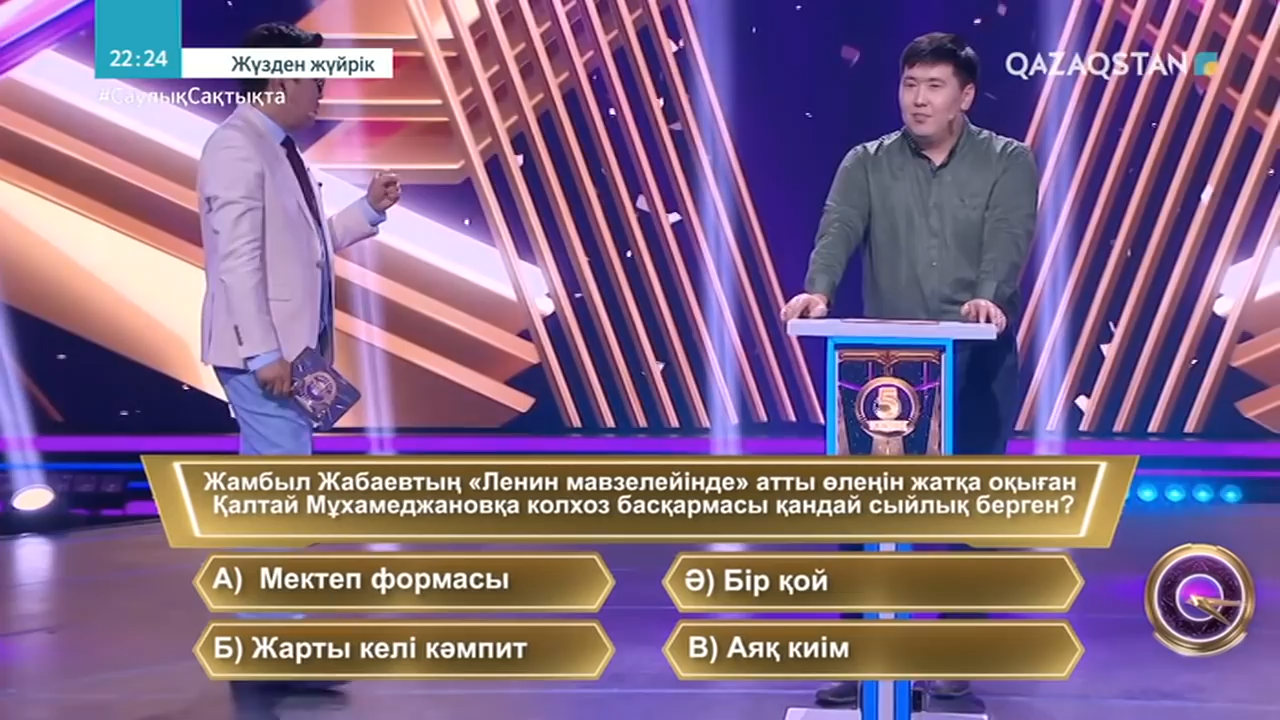 22:24
Жүзден жүйрік
#СаулықСақтықта
QAZAQSTAN
5
Жамбыл Жабаевтың «Ленин мавзелейінде» атты өлеңін жатқа оқыған
Қалтай Мұхамеджановқа колхоз басқармасы қандай сыйлық берген?
А) Мектеп формасы
Ә) Бір қой
Б) Жарты келі кәмпит
В) Аяқ киім